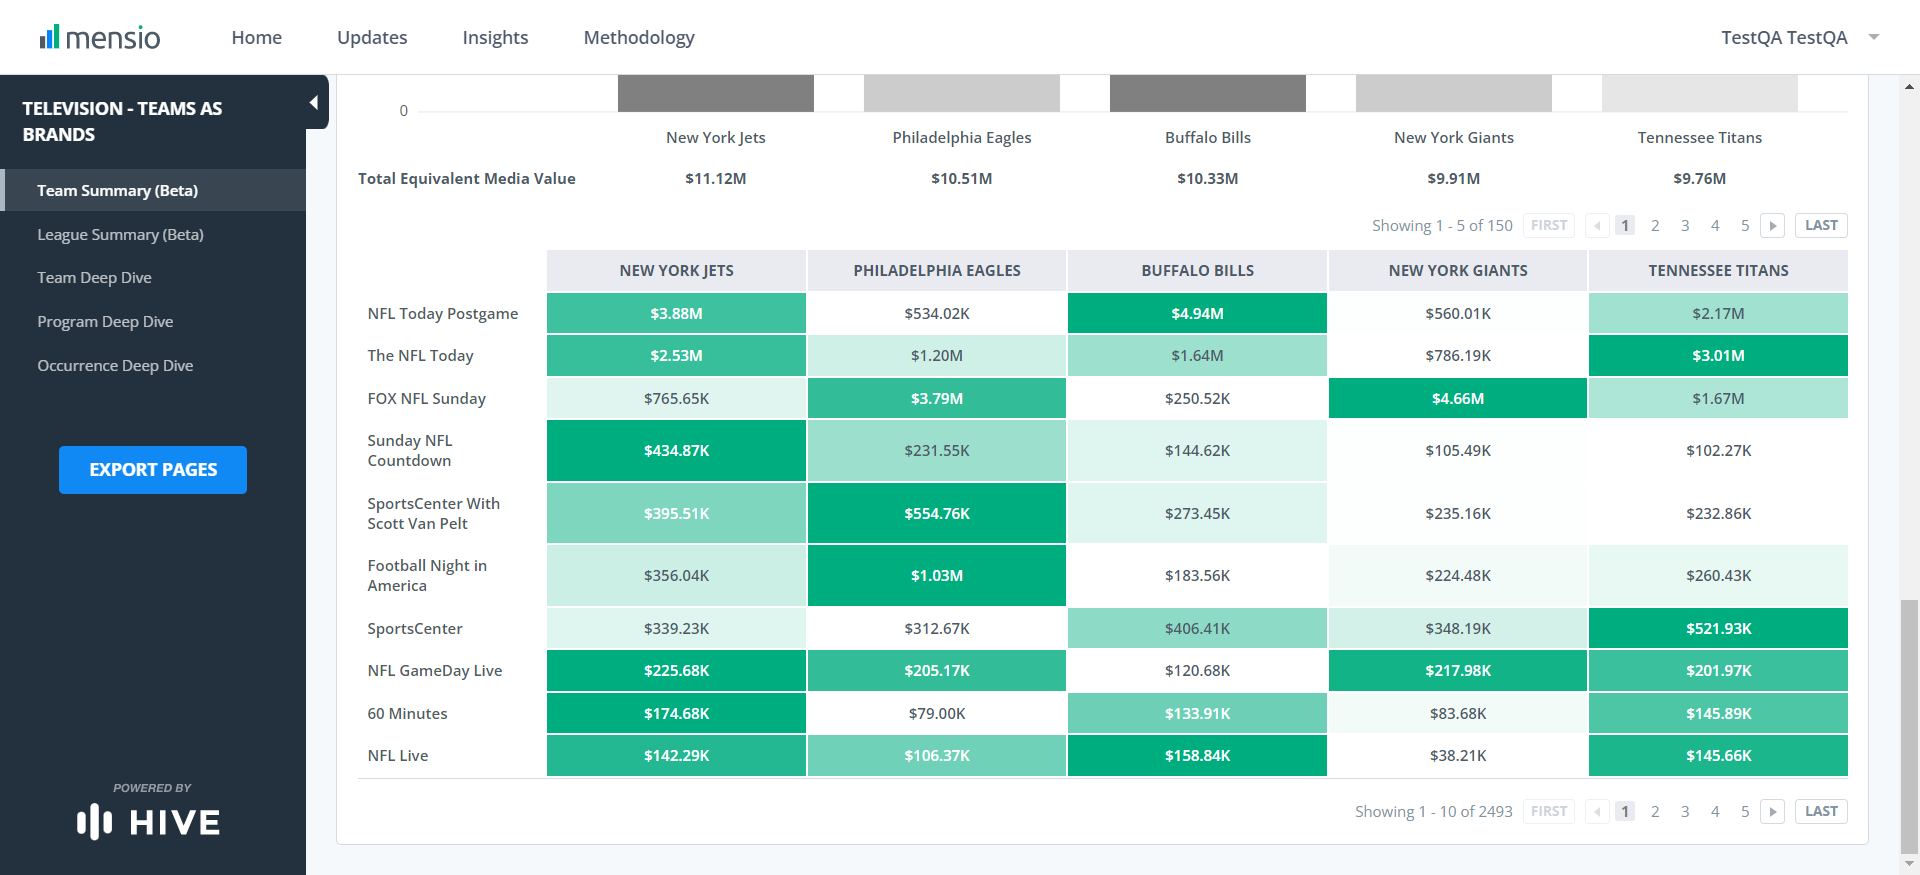 mensio
Home
Updates
Insights
Methodology
TestQA TestQA
TELEVISION - TEAMS AS
BRANDS
Team Summary (Beta)
League Summary (Beta)
Team Deep Dive
Program Deep Dive
Occurrence Deep Dive
EXPORT PAGES
POWERED BY
HIVE
0
New York Jets
Philadelphia Eagles
Buffalo Bills
New York Giants
Tennessee Titans
Total Equivalent Media Value
$11.12M
$10.51M
$10.33M
$9.91M
$9.76M
Showing 1 - 5 of 150
FIRST
1
2
3
4
5
LAST
NEW YORK JETS
PHILADELPHIA EAGLES
BUFFALO BILLS
NEW YORK GIANTS
TENNESSEE TITANS
NFL Today Postgame
$3.88M
$534.02K
$4.94M
$560.01K
$2.17M
The NFL Today
$2.53M
$1.20M
$1.64M
$786.19K
$3.01M
FOX NFL Sunday
$765.65K
$3.79M
$250.52K
$4.66M
$1.67M
Sunday NFL
Countdown
$434.87K
$231.55K
$144.62K
$105.49K
$102.27K
SportsCenter With
Scott Van Pelt
$395.51K
$554.76K
$273.45K
$235.16K
$232.86K
Football Night in
America
$356.04K
$1.03M
$183.56K
$224.48K
$260.43K
SportsCenter
$339.23K
$312.67K
$406.41K
$348.19K
$521.93K
NFL GameDay Live
$225.68K
$205.17K
$120.68K
$217.98K
$201.97K
60 Minutes
$174.68K
$79.00K
$133.91K
$83.68K
$145.89K
NFL Live
$142.29K
$106.37K
$158.84K
$38.21K
$145.66K
Showing 1 - 10 of 2493
FIRST
1
2
3
4
5
LAST